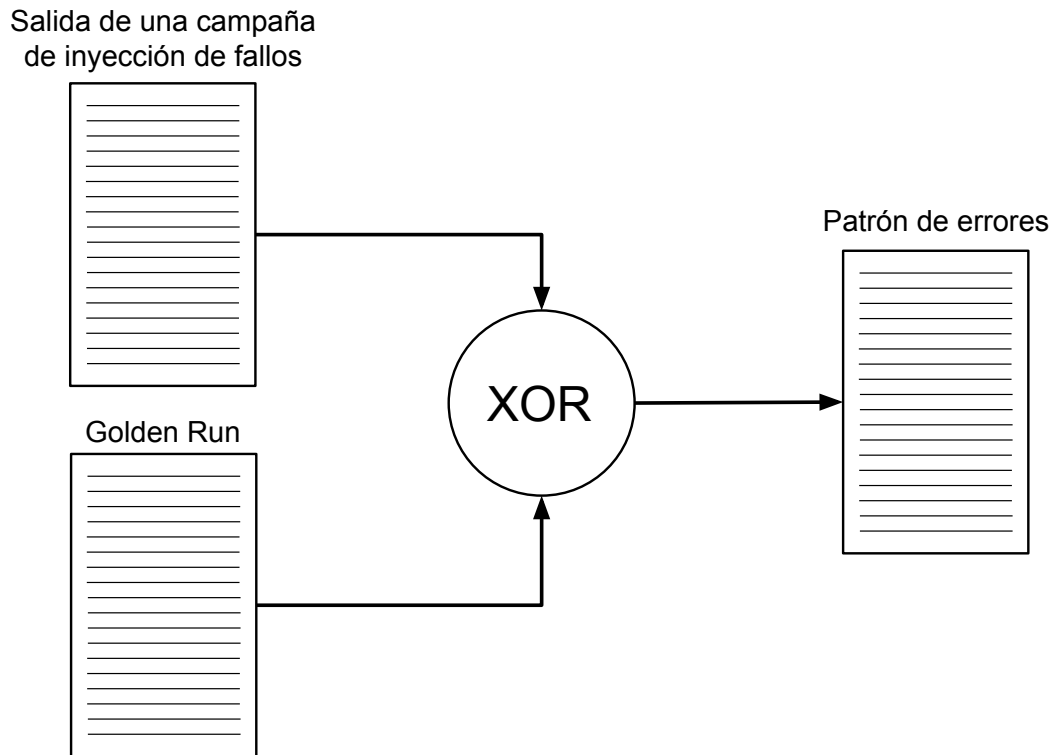 Salida de una campaña
de inyección de fallos
Patrón de errores
XOR
Golden Run